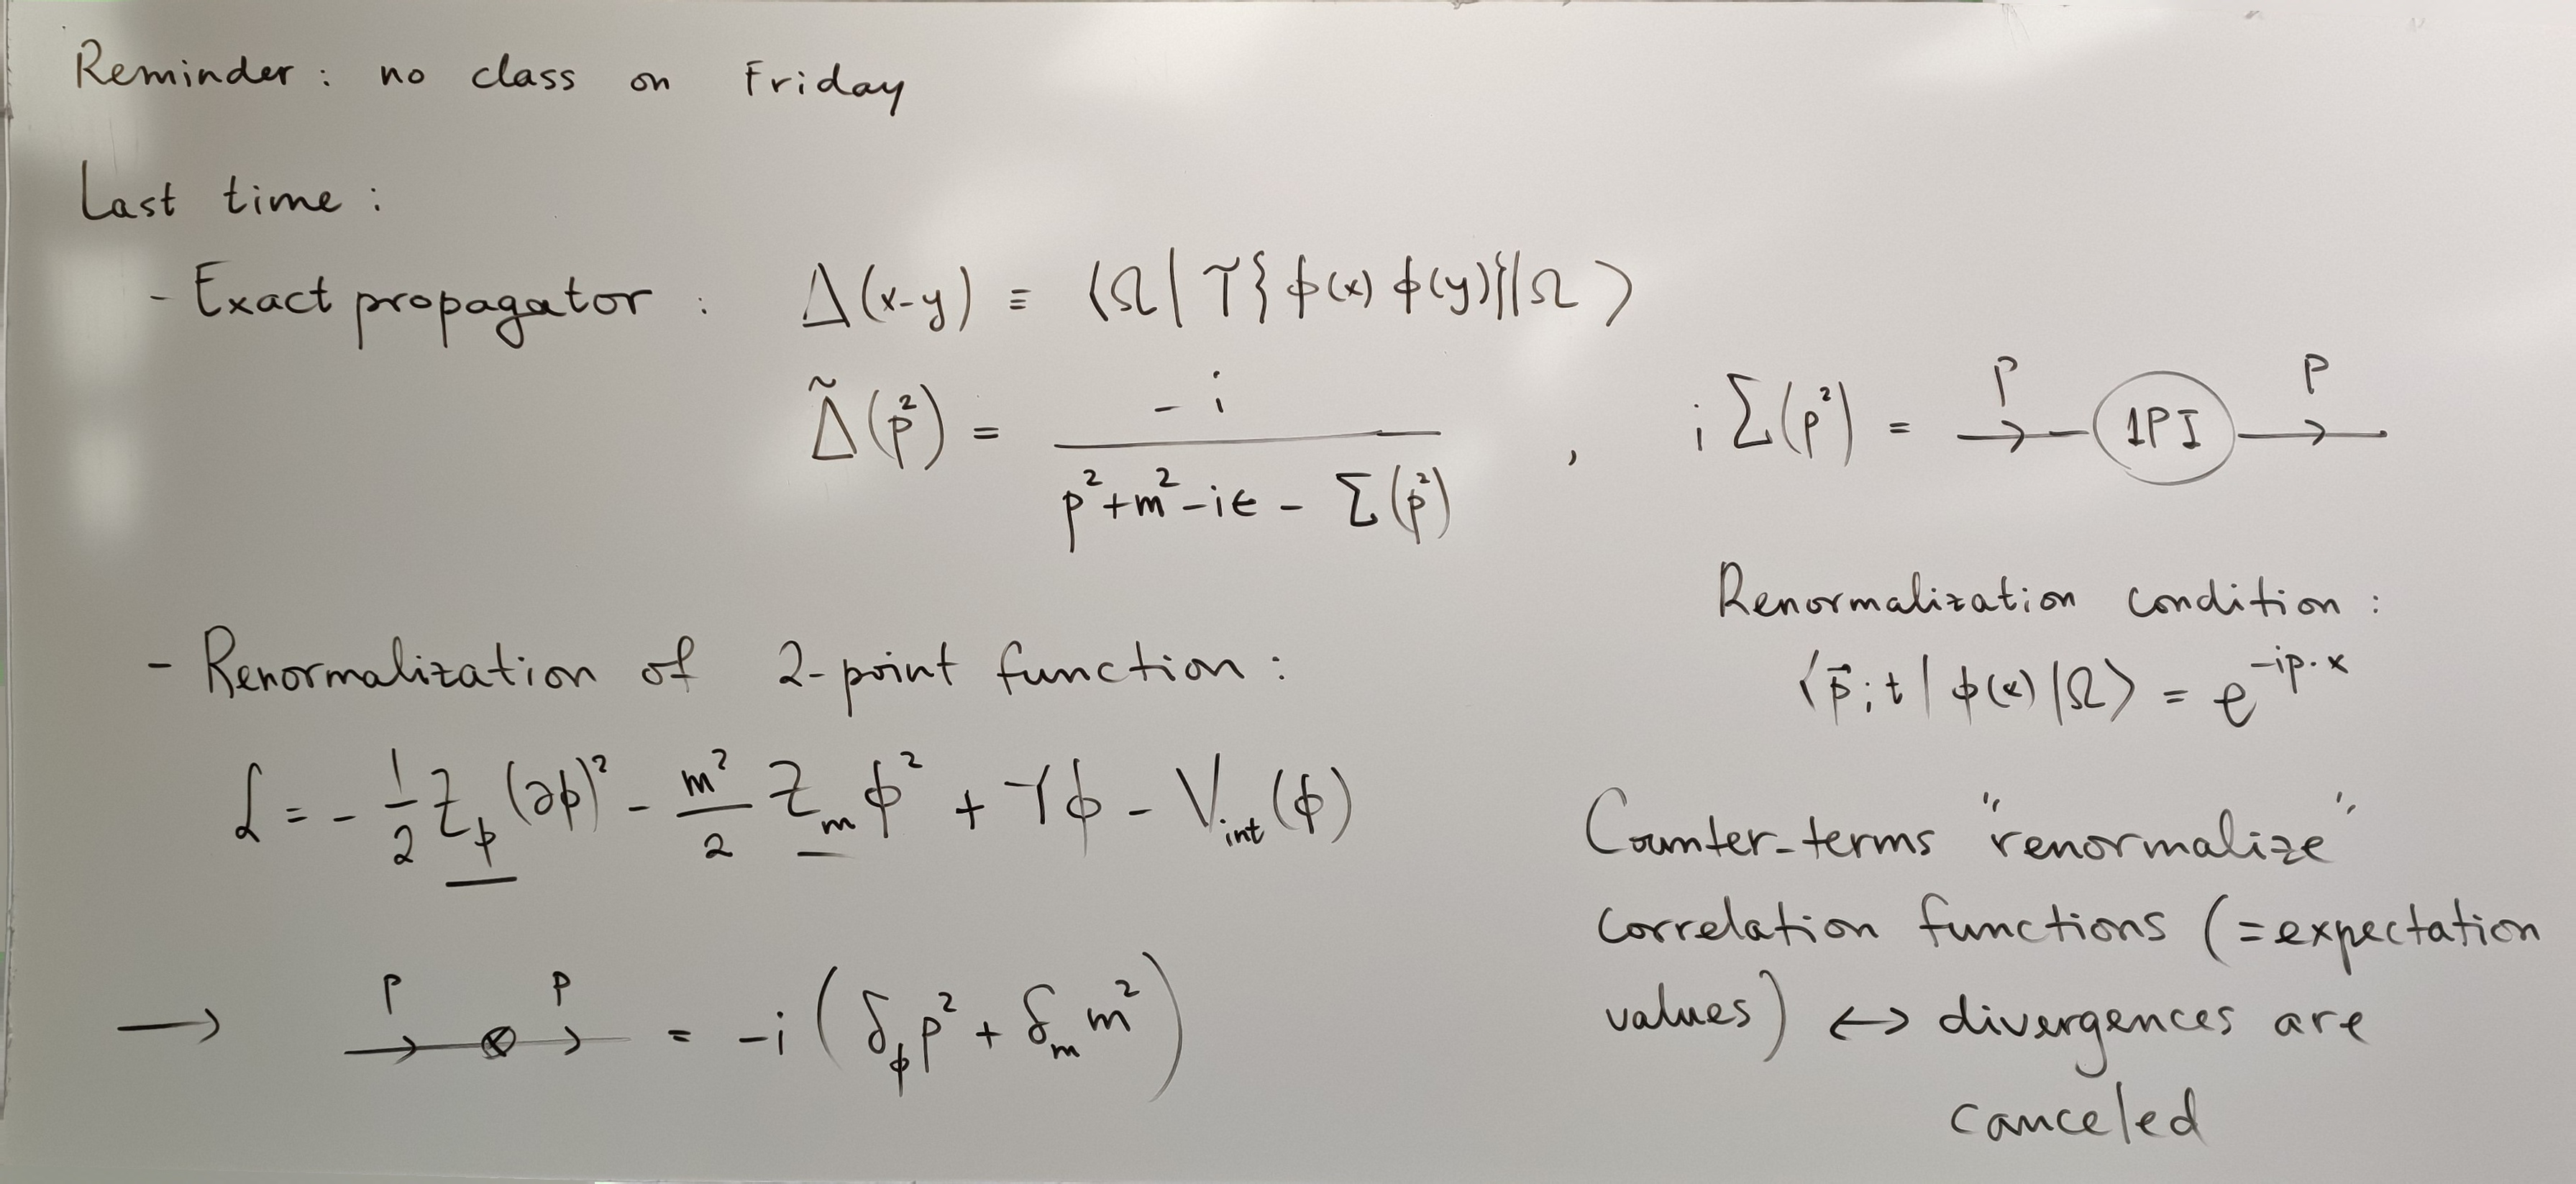 Reminder: no class on Friday
Last time:
- Exact propagator: Δ(x-y) ≡ ⟨Ω|T{ϕ(x) ϕ(y)}|Ω⟩
Δ̃(p²) = -i / (p²+m²-iϵ - Σ(p²)) , iΣ(p²) = p → (1PI) → p
- Renormalization of 2-point function:
ℒ = -1/2 Z_ϕ (∂ϕ)² - m²/2 Z_m ϕ² + Yϕ - V_int(ϕ)
⟶ p → ⊗ → p = -i(δ_ϕ p² + δ_m m²)
Renormalization condition:
⟨p⃗;t|ϕ(x)|Ω⟩ = e^{-ip·x}
Counter-terms "renormalize"
correlation functions (=expectation
values) ↔ divergences are
canceled